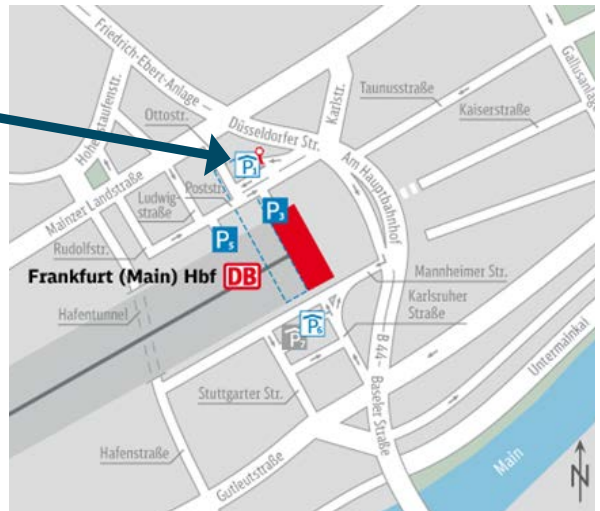 Friedrich-Ebert-Anlage
Gallusanlage
Taunusstraße
Karlstr.
Kaiserstraße
Hohenstaufenstr.
Ottostr.
Düsseldorfer Str.
P1
Am Hauptbahnhof
Mainzer Landstraße
Poststr.
Ludwig-
straße
P3
P5
Rudolfstr.
Frankfurt (Main) Hbf DB
Mannheimer Str.
Karlsruher
Straße
Hafentunnel
P6
P7
B 44 - Baseler Straße
Untermainkai
Stuttgarter Str.
Hafenstraße
Gutleutstraße
Main
N